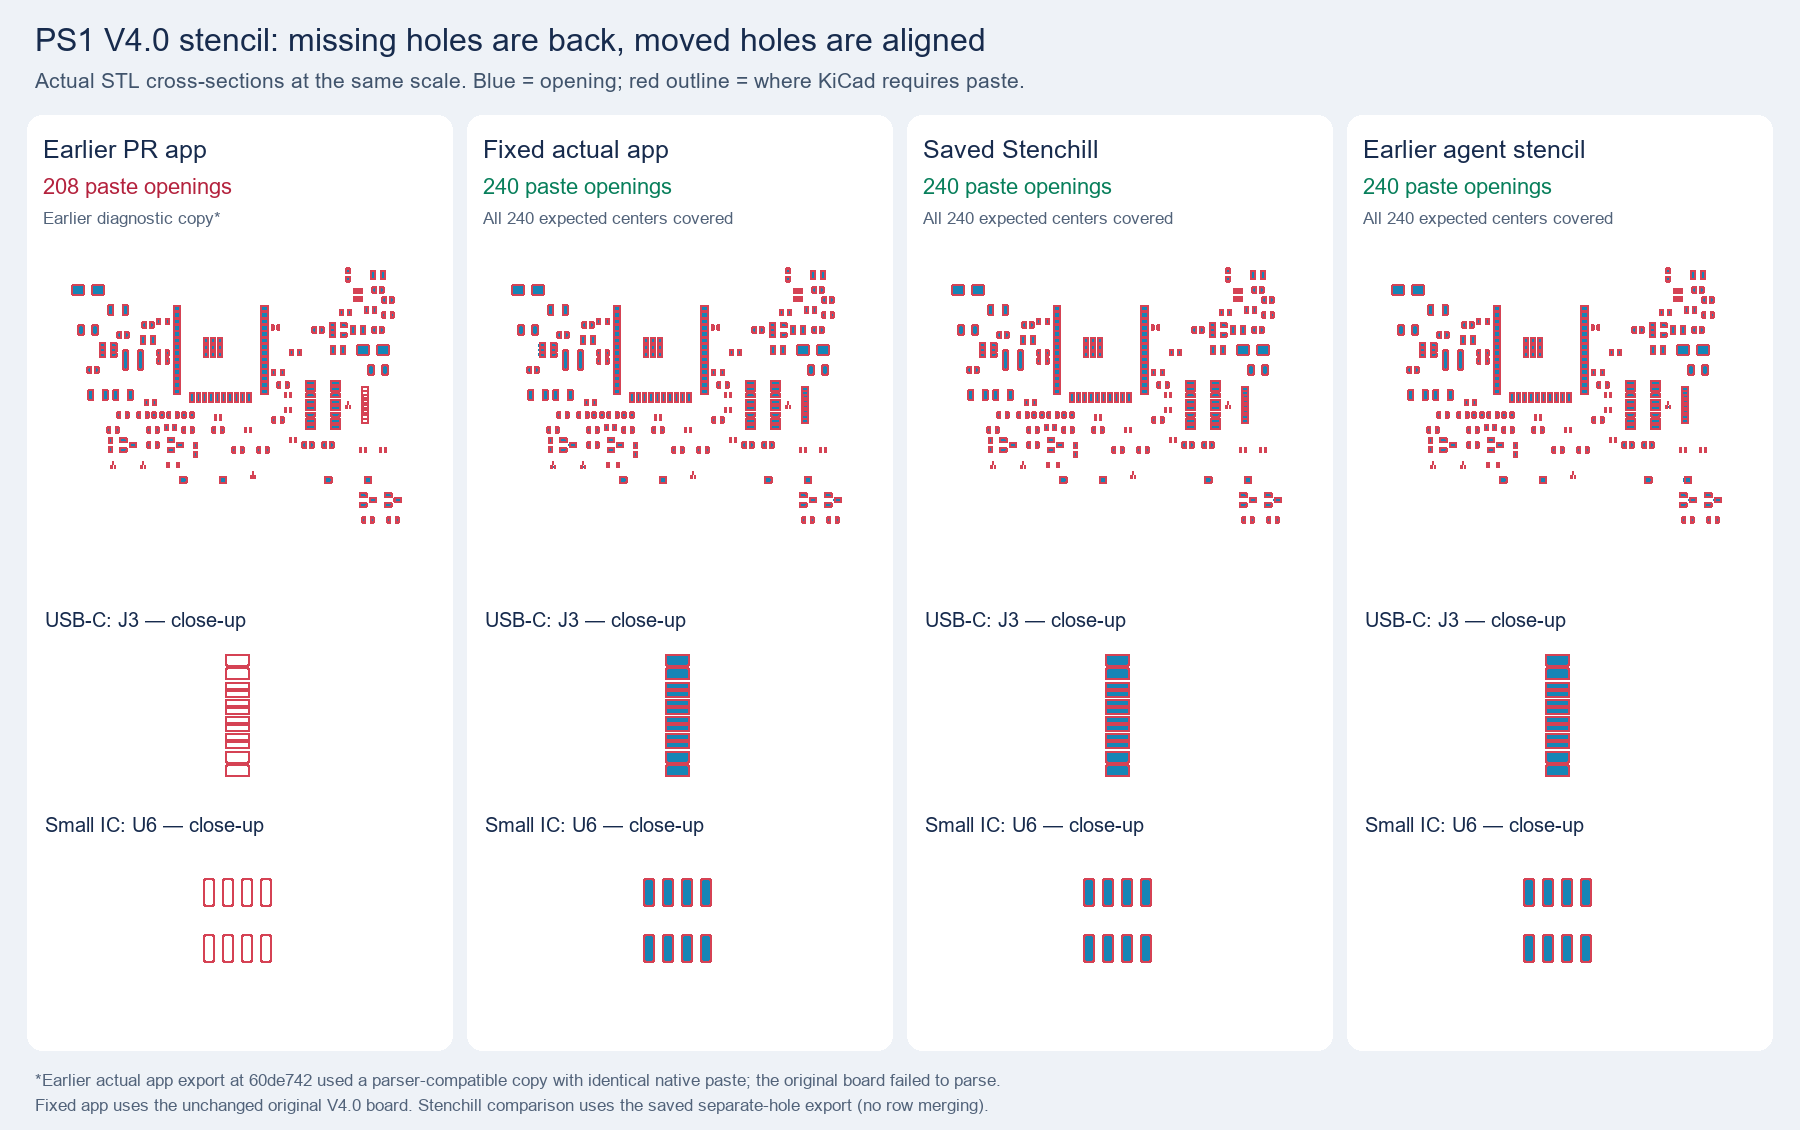 PS1 V4.0 stencil: missing holes are back, moved holes are aligned
Actual STL cross-sections at the same scale. Blue = opening; red outline = where KiCad requires paste.
Earlier PR app
208 paste openings
Earlier diagnostic copy*
USB-C: J3 — close-up
Small IC: U6 — close-up
Fixed actual app
240 paste openings
All 240 expected centers covered
USB-C: J3 — close-up
Small IC: U6 — close-up
Saved Stenchill
240 paste openings
All 240 expected centers covered
USB-C: J3 — close-up
Small IC: U6 — close-up
Earlier agent stencil
240 paste openings
All 240 expected centers covered
USB-C: J3 — close-up
Small IC: U6 — close-up
*Earlier actual app export at 60de742 used a parser-compatible copy with identical native paste; the original board failed to parse.
Fixed app uses the unchanged original V4.0 board. Stenchill comparison uses the saved separate-hole export (no row merging).